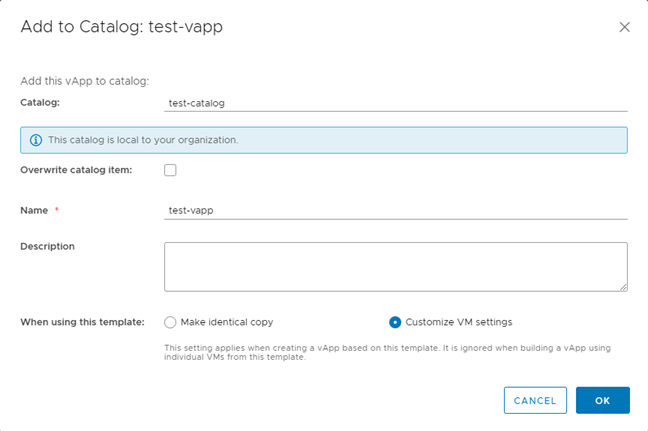 Add to Catalog: test-vapp
Add this vApp to catalog:
Catalog: test-catalog
This catalog is local to your organization.
Overwrite catalog item:
Name * test-vapp
Description
When using this template: Make identical copy Customize VM settings
This setting applies when creating a vApp based on this template. It is ignored when building a vApp using
individual VMs from this template.
CANCEL OK